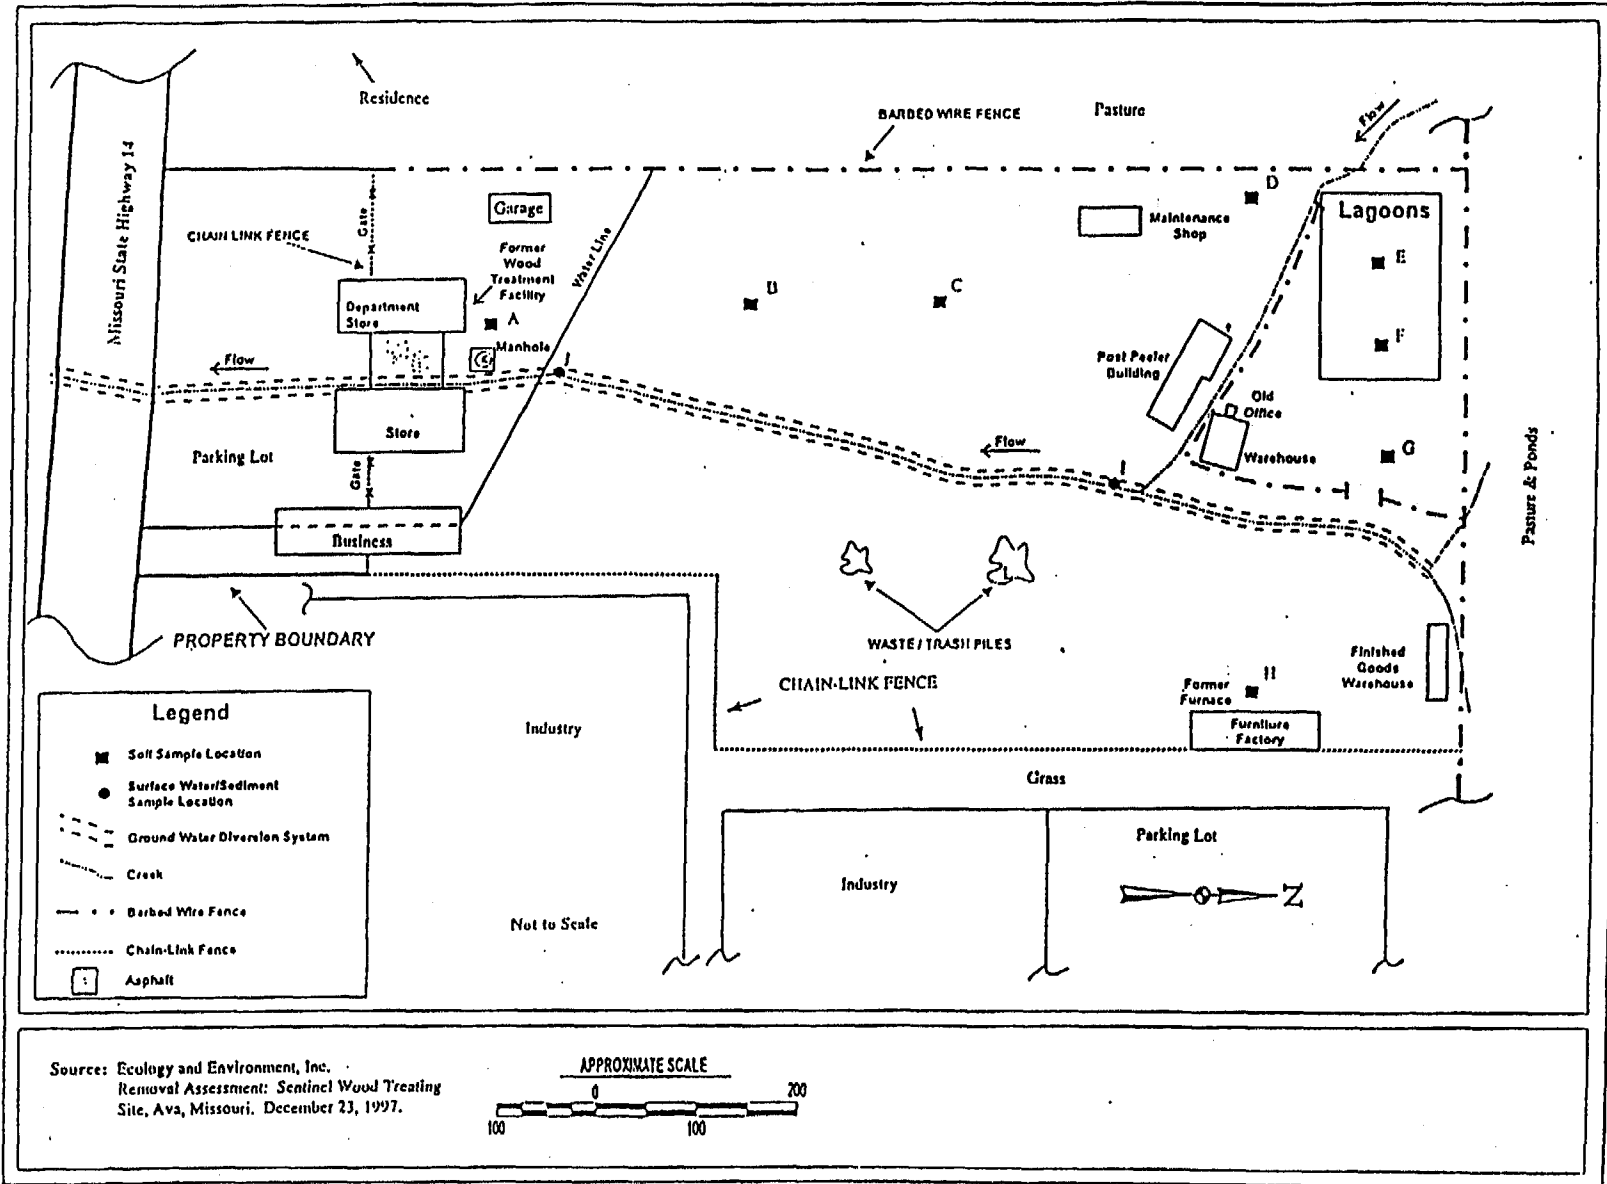 Residence
Pasture
BARBED WIRE FENCE
Flow
Missouri State Highway 14
Gate
Garage
D
Maintenance
Shop
Lagoons
CHAIN LINK FENCE
Former
Wood
Treatment
Facility
Water Line
E
Department
Store
A
B
C
Manhole
F
Flow
J
Post Peeler
Building
Old
Office
Store
Parking Lot
Flow
Warehouse
G
Gate
I
Pasture & Ponds
Business
PROPERTY BOUNDARY
WASTE / TRASH PILES
Finished
Goods
Warehouse
CHAIN-LINK FENCE
H
Former
Furnace
Furniture
Factory
Industry
Grass
Parking Lot
Industry
N
Not to Scale
Legend
Soil Sample Location
Surface Water/Sediment
Sample Location
Ground Water Diversion System
Creek
Barbed Wire Fence
Chain-Link Fence
Asphalt
Source: Ecology and Environment, Inc.
Removal Assessment: Sentinel Wood Treating
Site, Ava, Missouri. December 23, 1997.
APPROXIMATE SCALE
0 200
100 100